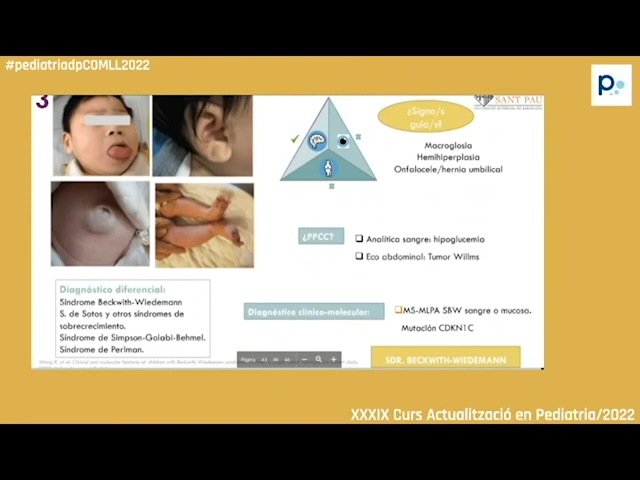 #pediatriadpCOMLL2022
p
3
SANT PAU
¿Signo/s
guía/s?
Macroglosia
Hemihiperplasia
Onfalocele/hernia umbilical
¿PPCC?
Analítica sangre: hipoglucemia
Eco abdominal: Tumor Willms
Diagnóstico diferencial:
Síndrome Beckwith-Wiedemann
S. de Sotos y otros síndromes de
sobrecrecimiento.
Síndrome de Simpson-Golabi-Behmel.
Síndrome de Perlman.
Diagnóstico clínico-molecular:
MS-MLPA SBW sangre o mucosa.
Mutación CDKN1C
SDR. BECKWITH-WIEDEMANN
Página
XXXIX Curs Actualització en Pediatria/2022